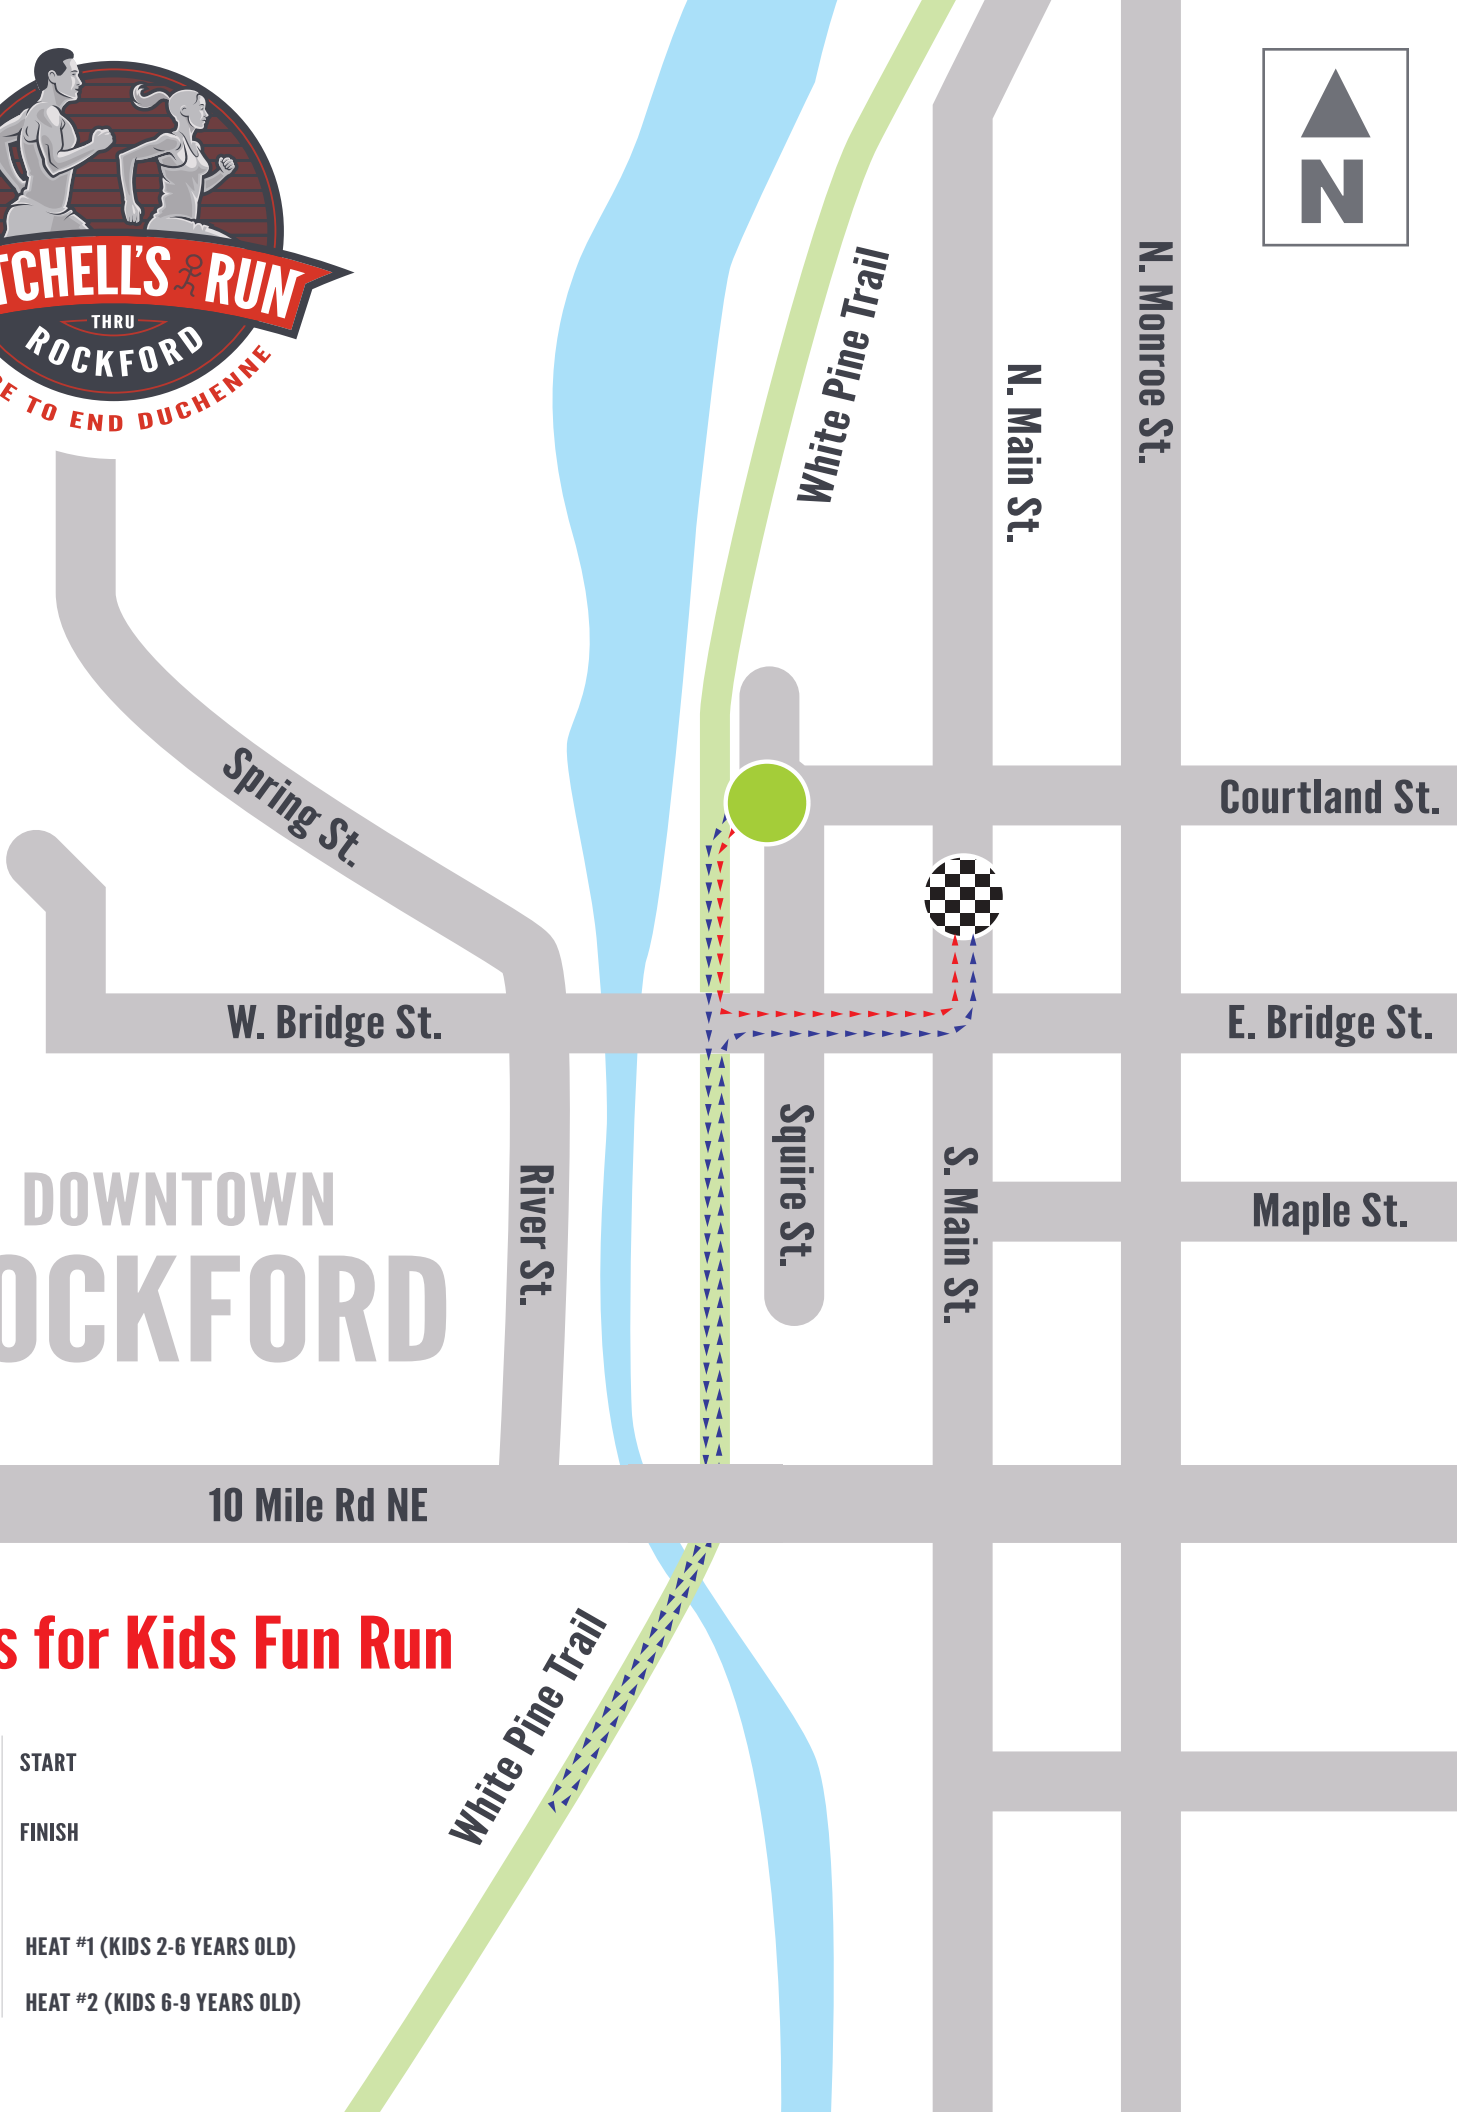 TCHELL'S RUN
THRU
ROCKFORD
E TO END DUCHENNE
N
White Pine Trail
N. Main St.
N. Monroe St.
Spring St.
Courtland St.
W. Bridge St.
E. Bridge St.
DOWNTOWN
OCKFORD
River St.
Squire St.
S. Main St.
Maple St.
10 Mile Rd NE
s for Kids Fun Run
White Pine Trail
START
FINISH
HEAT #1 (KIDS 2-6 YEARS OLD)
HEAT #2 (KIDS 6-9 YEARS OLD)